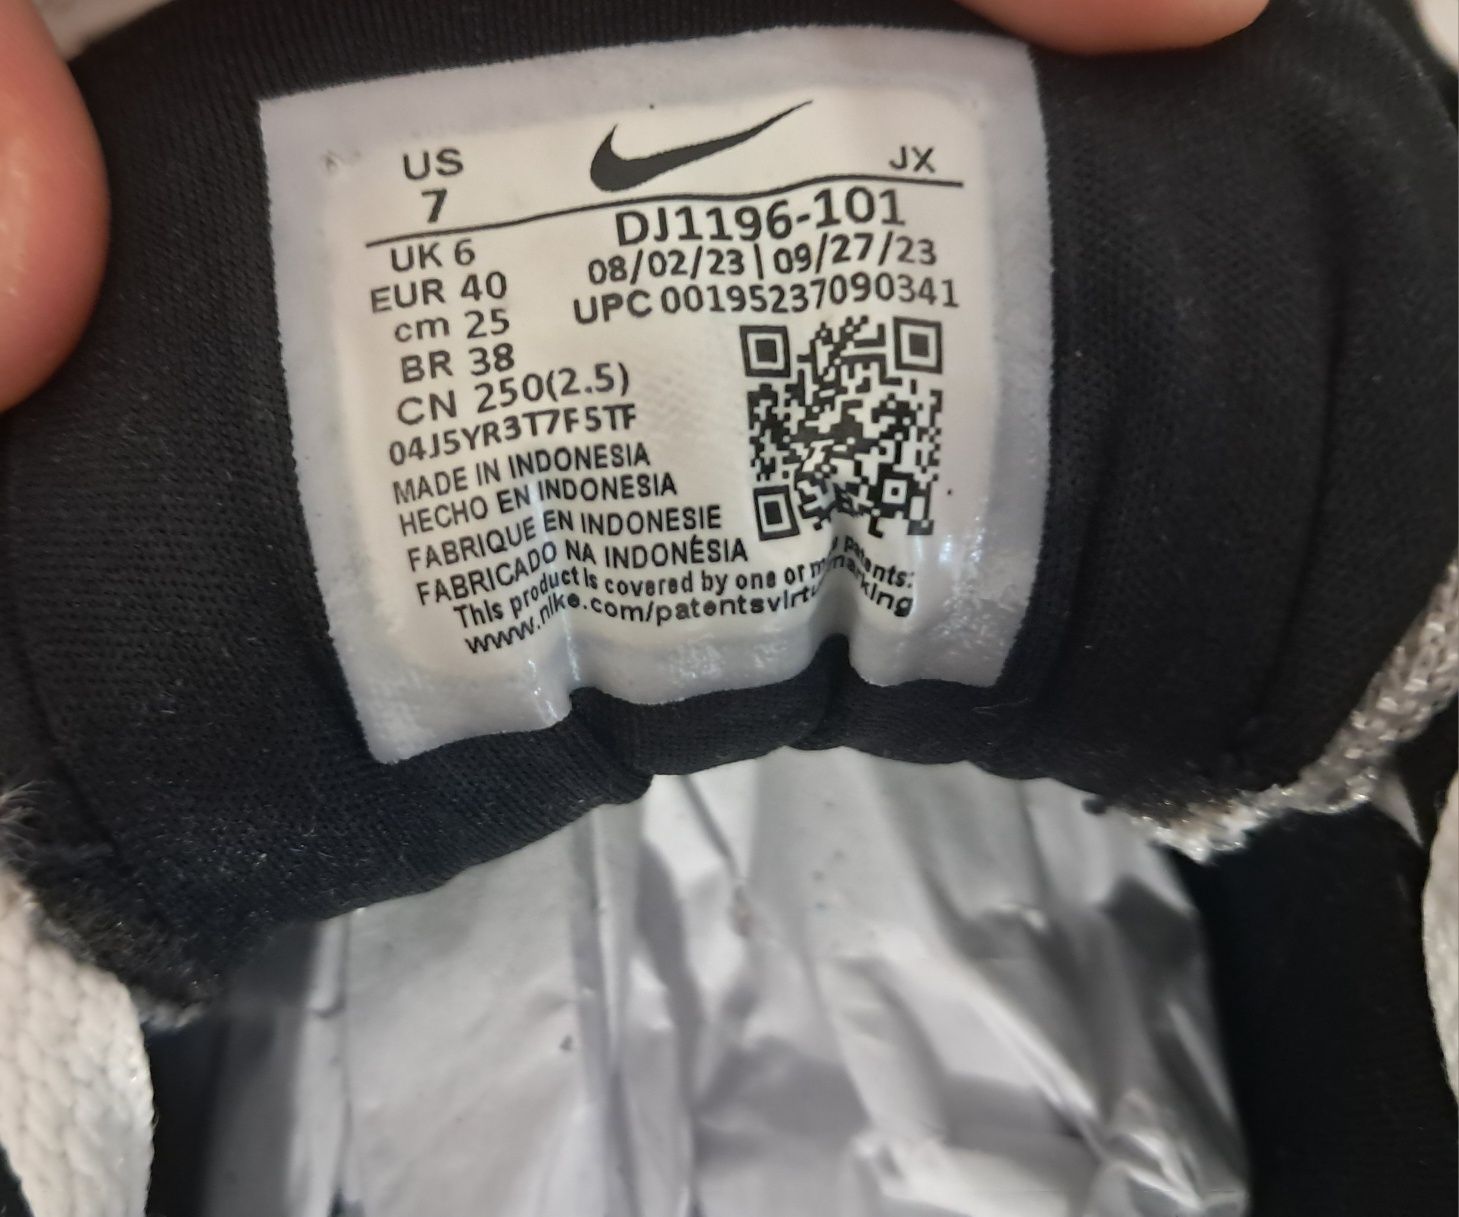 US
7
JX
DJ1196-101
08/02/23 | 09/27/23
UPC 00195237090341
UK 6
EUR 40
cm 25
BR 38
CN 250(2.5)
04J5YR3T7F5TF
MADE IN INDONESIA
HECHO EN INDONESIA
FABRIQUE EN INDONESIE
FABRICADO NA INDONÉSIA
This product is covered by one or patents:
www.nike.com/patentsvirtu marking